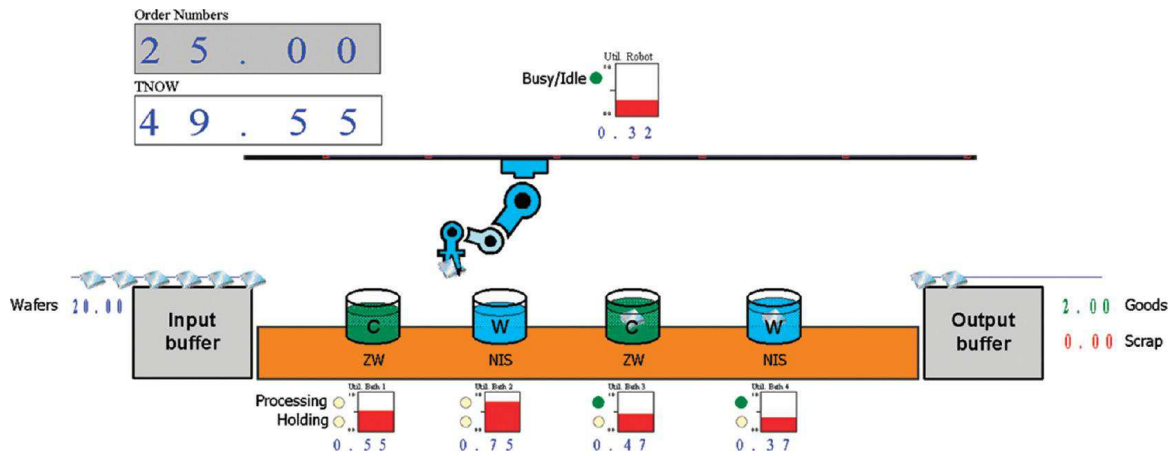 Order Numbers
25.00
TNOW
49.55
Util. Robot
Busy/Idle
0.32
Wafers 20.00
Input buffer
C
W
C
W
Output buffer
2.00 Goods
0.00 Scrap
ZW
NIS
ZW
NIS
Util. Bath 1
Util. Bath 2
Util. Bath 3
Util. Bath 4
Processing
Holding
0.55
0.75
0.47
0.37